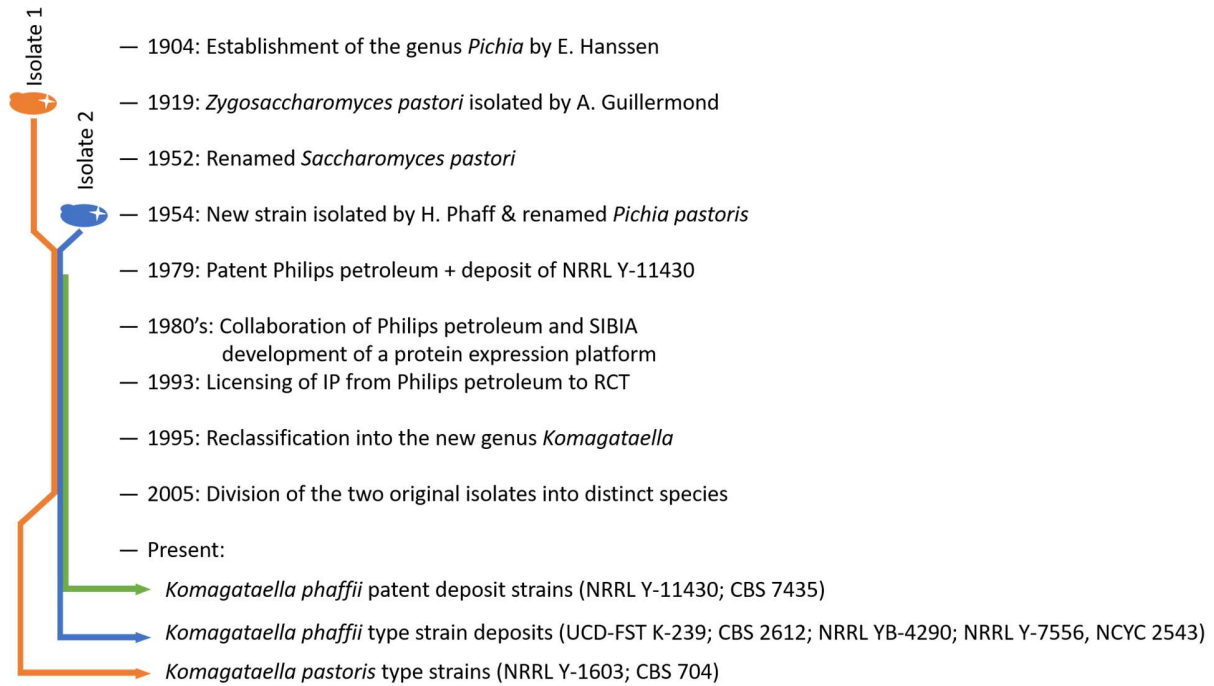 Isolate 1
Isolate 2
— 1904: Establishment of the genus Pichia by E. Hanssen
— 1919: Zygosaccharomyces pastori isolated by A. Guillermond
— 1952: Renamed Saccharomyces pastori
— 1954: New strain isolated by H. Phaff & renamed Pichia pastoris
— 1979: Patent Philips petroleum + deposit of NRRL Y-11430
— 1980's: Collaboration of Philips petroleum and SIBIA
development of a protein expression platform
— 1993: Licensing of IP from Philips petroleum to RCT
— 1995: Reclassification into the new genus Komagataella
— 2005: Division of the two original isolates into distinct species
— Present:
Komagataella phaffii patent deposit strains (NRRL Y-11430; CBS 7435)
Komagataella phaffii type strain deposits (UCD-FST K-239; CBS 2612; NRRL YB-4290; NRRL Y-7556, NCYC 2543)
Komagataella pastoris type strains (NRRL Y-1603; CBS 704)